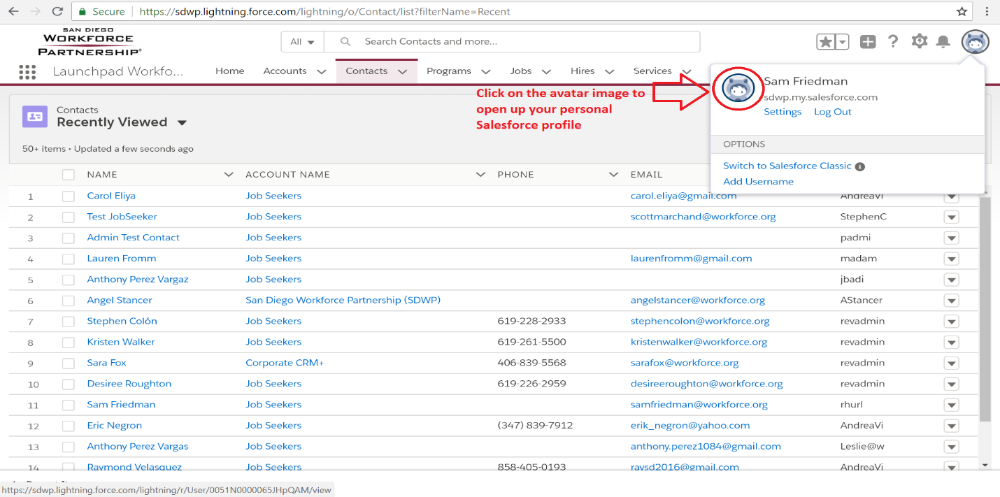 Secure https://sdwp.lightning.force.com/lightning/o/Contact/list?filterName=Recent
SAN DIEGO
WORKFORCE
PARTNERSHIP
All Search Contacts and more...
Launchpad Workfo... Home Accounts Contacts Programs Jobs Hires Services
Click on the avatar image to
open up your personal
Salesforce profile
Sam Friedman
sdwp.my.salesforce.com
Settings Log Out
OPTIONS
Switch to Salesforce Classic
Add Username
Contacts
Recently Viewed
50+ items • Updated a few seconds ago
NAME ACCOUNT NAME PHONE EMAIL
1 Carol Eliya Job Seekers carol.eliya@gmail.com AndreaVi
2 Test JobSeeker Job Seekers scottmarchand@workforce.org StephenC
3 Admin Test Contact Job Seekers padmi
4 Lauren Fromm Job Seekers laurenfromm@gmail.com madam
5 Anthony Perez Vargaz Job Seekers jbadi
6 Angel Stancer San Diego Workforce Partnership (SDWP) angelstancer@workforce.org AStancer
7 Stephen Colón Job Seekers 619-228-2933 stephencolon@workforce.org revadmin
8 Kristen Walker Job Seekers 619-261-5500 kristenwalker@workforce.org revadmin
9 Sara Fox Corporate CRM+ 406-839-5568 sarafox@workforce.org revadmin
10 Desiree Roughton Job Seekers 619-226-2959 desireeroughton@workforce.org revadmin
11 Sam Friedman Job Seekers samfriedman@workforce.org rhurl
12 Eric Negron Job Seekers (347) 839-7912 erik_negron@yahoo.com AndreaVi
13 Anthony Perez Vargas Job Seekers anthony.perez1084@gmail.com Leslie@w
14 Raymond Velasquez Job Seekers 858-405-0193 raysd2016@gmail.com AndreaVi
https://sdwp.lightning.force.com/lightning/r/User/0051N0000065JHpQAM/view